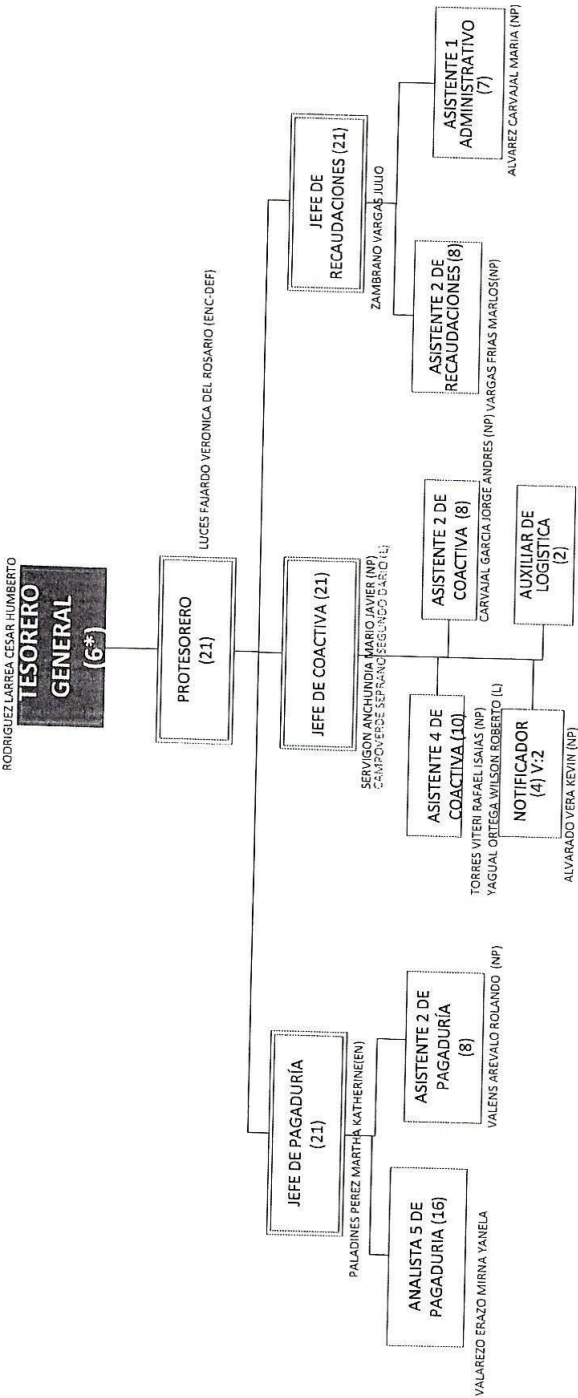 RODRIGUEZ LARREA CESAR HUMBERTO
TESORERO
GENERAL
(6*)
PROTESORERO
(21)
LUCES FAJARDO VERONICA DEL ROSARIO (ENC-DEF)
JEFE DE PAGADURÍA
(21)
PALADINES PEREZ MARTHA KATHERINE(EN)
ANALISTA 5 DE
PAGADURIA (16)
VALAREZO ERAZO MIRNA YANELA
ASISTENTE 2 DE
PAGADURÍA
(8)
VALENS AREVALO ROLANDO (NP)
JEFE DE COACTIVA (21)
SERVIGON ANCHUNDIA MARIO JAVIER (NP)
CAMPOVERDE SERRANO SEGUNDO DARIO (L)
ASISTENTE 4 DE
COACTIVA (10)
TORRES VITERI RAFAEL ISAIAS (NP)
YAGUAL ORTEGA WILSON ROBERTO (L)
NOTIFICADOR
(4) V:2
ALVARADO VERA KEVIN (NP)
ASISTENTE 2 DE
COACTIVA (8)
CARVAJAL GARCIA JORGE ANDRES (NP)
AUXILIAR DE
LOGISTICA
(2)
JEFE DE
RECAUDACIONES (21)
ZAMBRANO VARGAS JULIO
ASISTENTE 2 DE
RECAUDACIONES (8)
VARGAS FRIAS MARLOS(NP)
ASISTENTE 1
ADMINISTRATIVO
(7)
ALVAREZ CARVAJAL MARIA (NP)